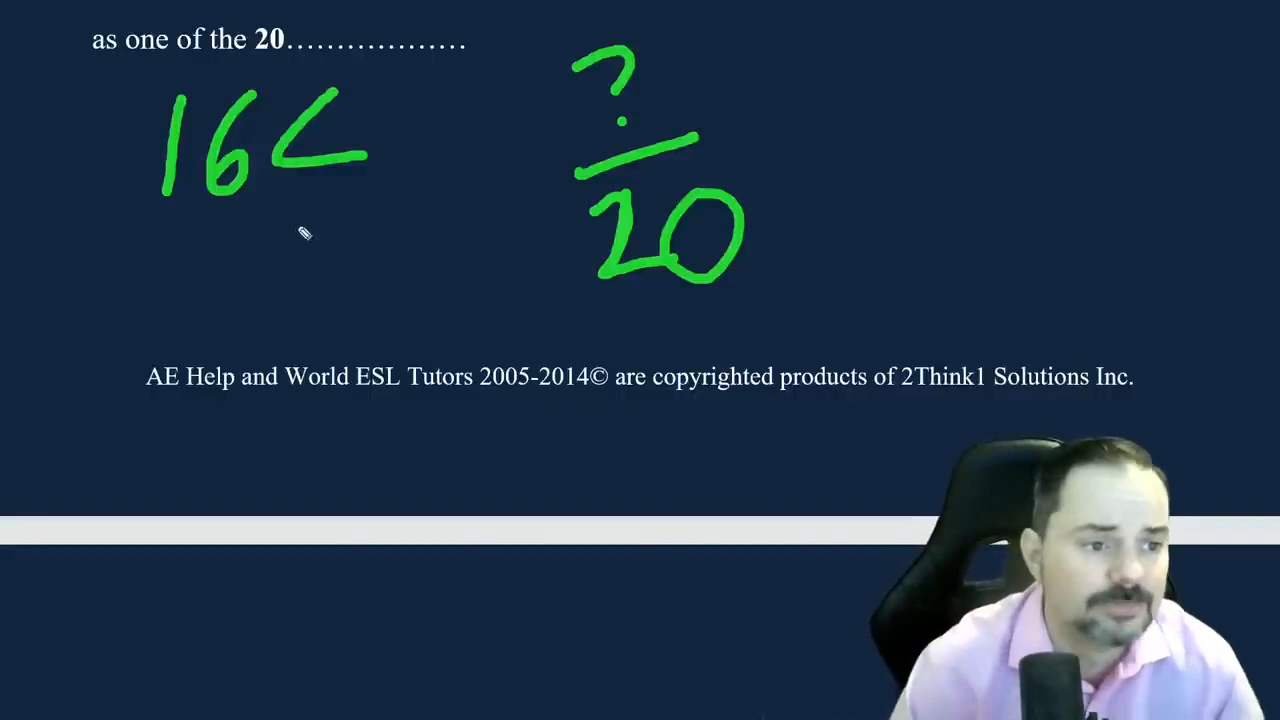 as one of the 20..................
16<
?
20
AE Help and World ESL Tutors 2005-2014© are copyrighted products of 2Think1 Solutions Inc.